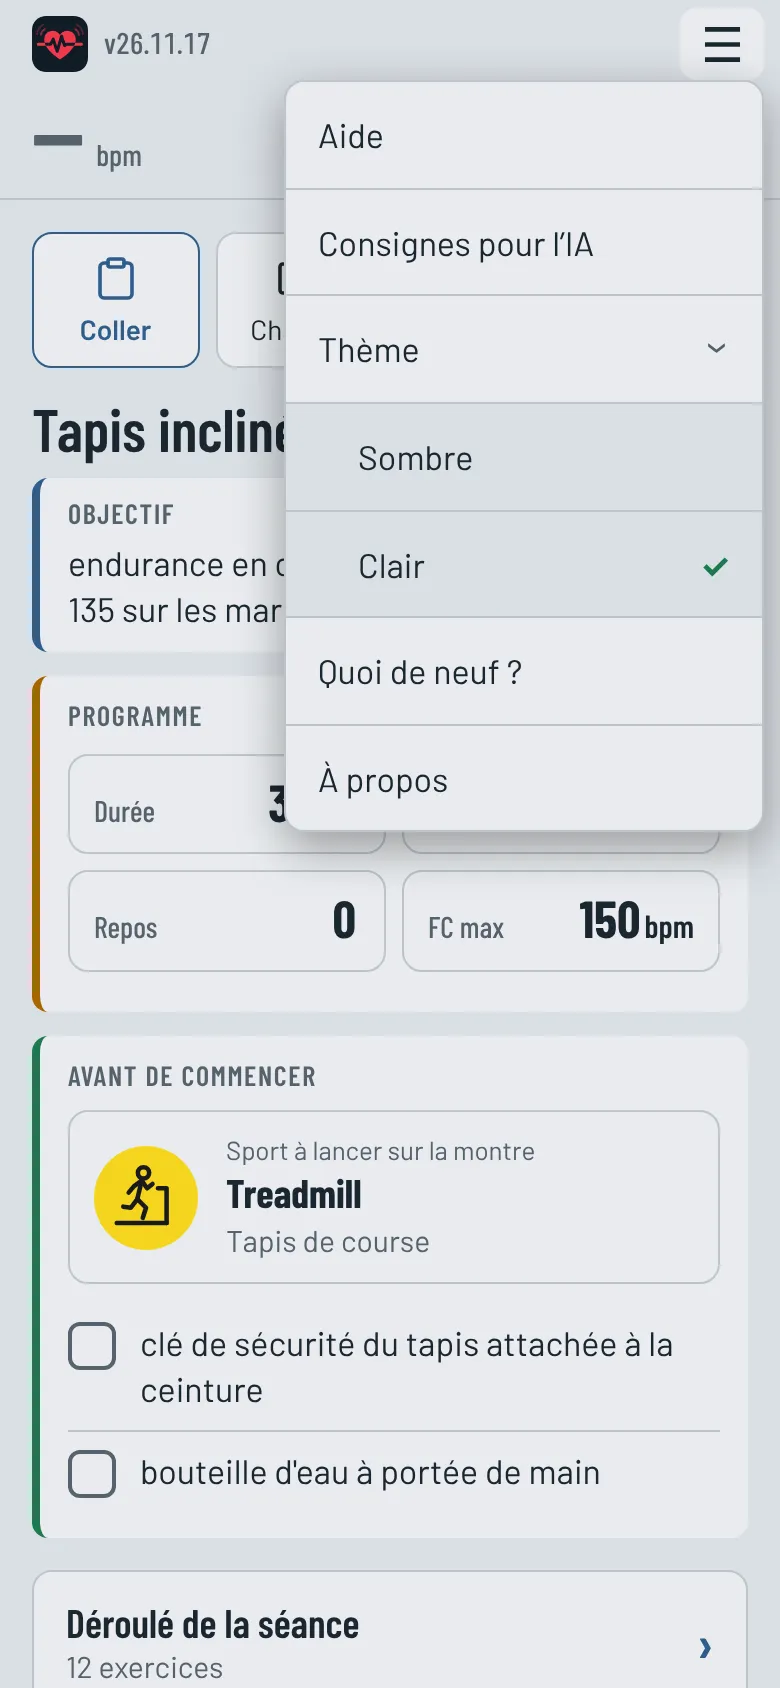 v26.11.17
bpm
Aide
Consignes pour l’IA
Thème
Sombre
Clair
Quoi de neuf ?
À propos
Coller
Tapis
OBJECTIF
endurance en
135 sur les
PROGRAMME
Durée
Repos 0
FC max 150 bpm
AVANT DE COMMENCER
Sport à lancer sur la montre
Treadmill
Tapis de course
clé de sécurité du tapis attachée à la
ceinture
bouteille d'eau à portée de main
Déroulé de la séance
12 exercices